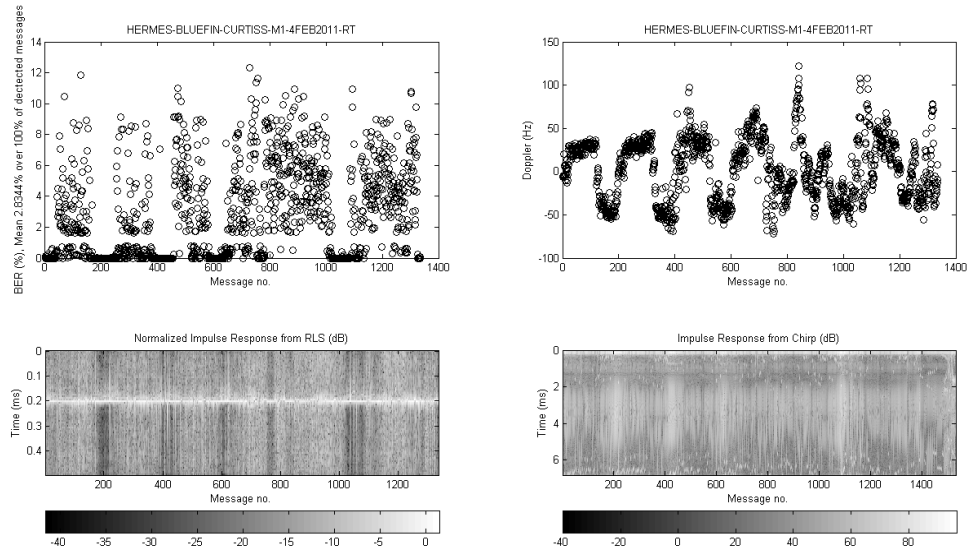 HERMES-BLUEFIN-CURTISS-M1-4FEB2011-RT
BER (%), Mean 2.8344% over 100% of dectected messages
14
12
10
8
6
4
2
0
0 200 400 600 800 1000 1200 1400
Message no.
HERMES-BLUEFIN-CURTISS-M1-4FEB2011-RT
Doppler (Hz)
150
100
50
0
-50
-100
0 200 400 600 800 1000 1200 1400
Message no.
Normalized Impulse Response from RLS (dB)
Time (ms)
0
0.1
0.2
0.3
0.4
200 400 600 800 1000 1200
Message no.
-40 -35 -30 -25 -20 -15 -10 -5 0
Impulse Response from Chirp (dB)
Time (ms)
0
2
4
6
200 400 600 800 1000 1200 1400
Message no.
-40 -20 0 20 40 60 80